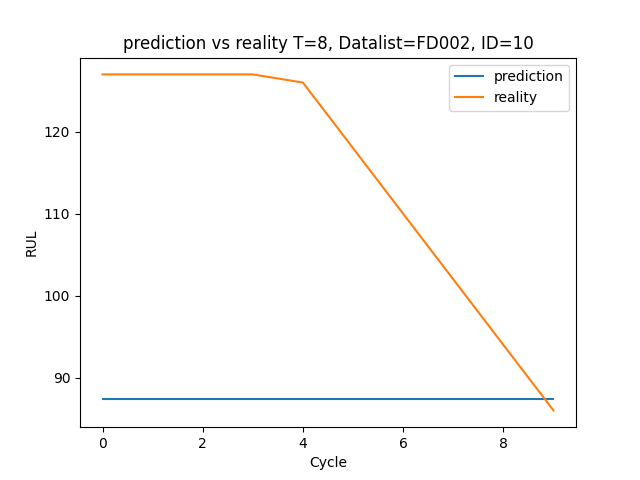 prediction vs reality T=8, Datalist=FD002, ID=10
prediction
reality
RUL
120
110
100
90
0 2 4 6 8
Cycle